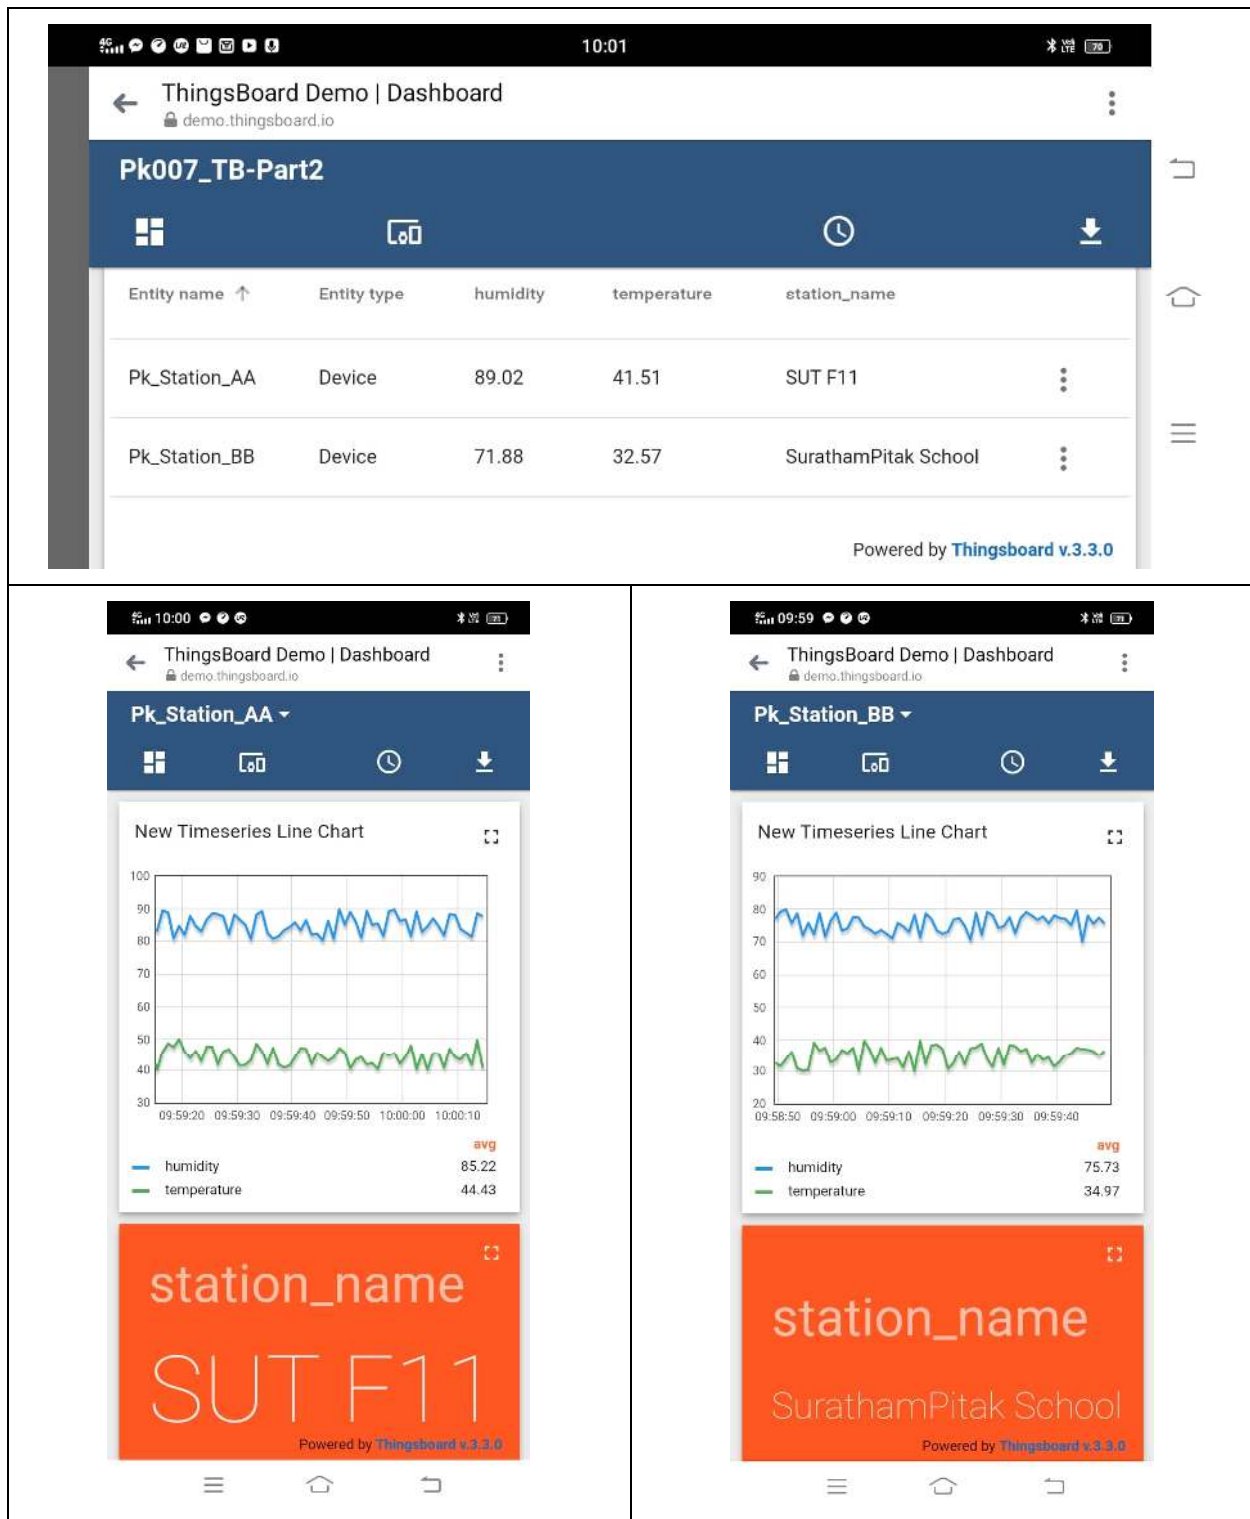 4G 10:01 VoLTE 70
ThingsBoard Demo | Dashboard
demo.thingsboard.io
Pk007_TB-Part2
Entity name ↑ Entity type humidity temperature station_name
Pk_Station_AA Device 89.02 41.51 SUT F11
Pk_Station_BB Device 71.88 32.57 SurathamPitak School
Powered by Thingsboard v.3.3.0
4G 10:00 71
ThingsBoard Demo | Dashboard
demo.thingsboard.io
Pk_Station_AA
New Timeseries Line Chart
100
90
80
70
60
50
40
30
09:59:20 09:59:30 09:59:40 09:59:50 10:00:00 10:00:10
avg
humidity 85.22
temperature 44.43
station_name
SUT F11
Powered by Thingsboard v.3.3.0
4G 09:59 71
ThingsBoard Demo | Dashboard
demo.thingsboard.io
Pk_Station_BB
New Timeseries Line Chart
90
80
70
60
50
40
30
20
09:58:50 09:59:00 09:59:10 09:59:20 09:59:30 09:59:40
avg
humidity 75.73
temperature 34.97
station_name
SurathamPitak School
Powered by Thingsboard v.3.3.0